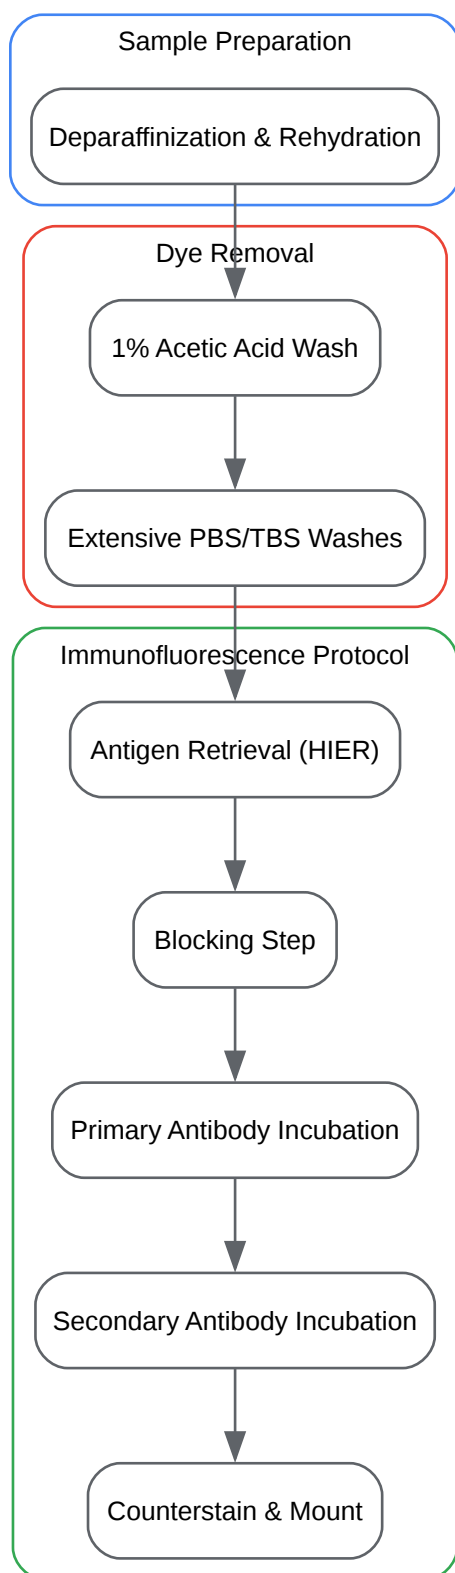 Sample Preparation
Deparaffinization & Rehydration
Dye Removal
1% Acetic Acid Wash
Extensive PBS/TBS Washes
Immunofluorescence Protocol
Antigen Retrieval (HIER)
Blocking Step
Primary Antibody Incubation
Secondary Antibody Incubation
Counterstain & Mount